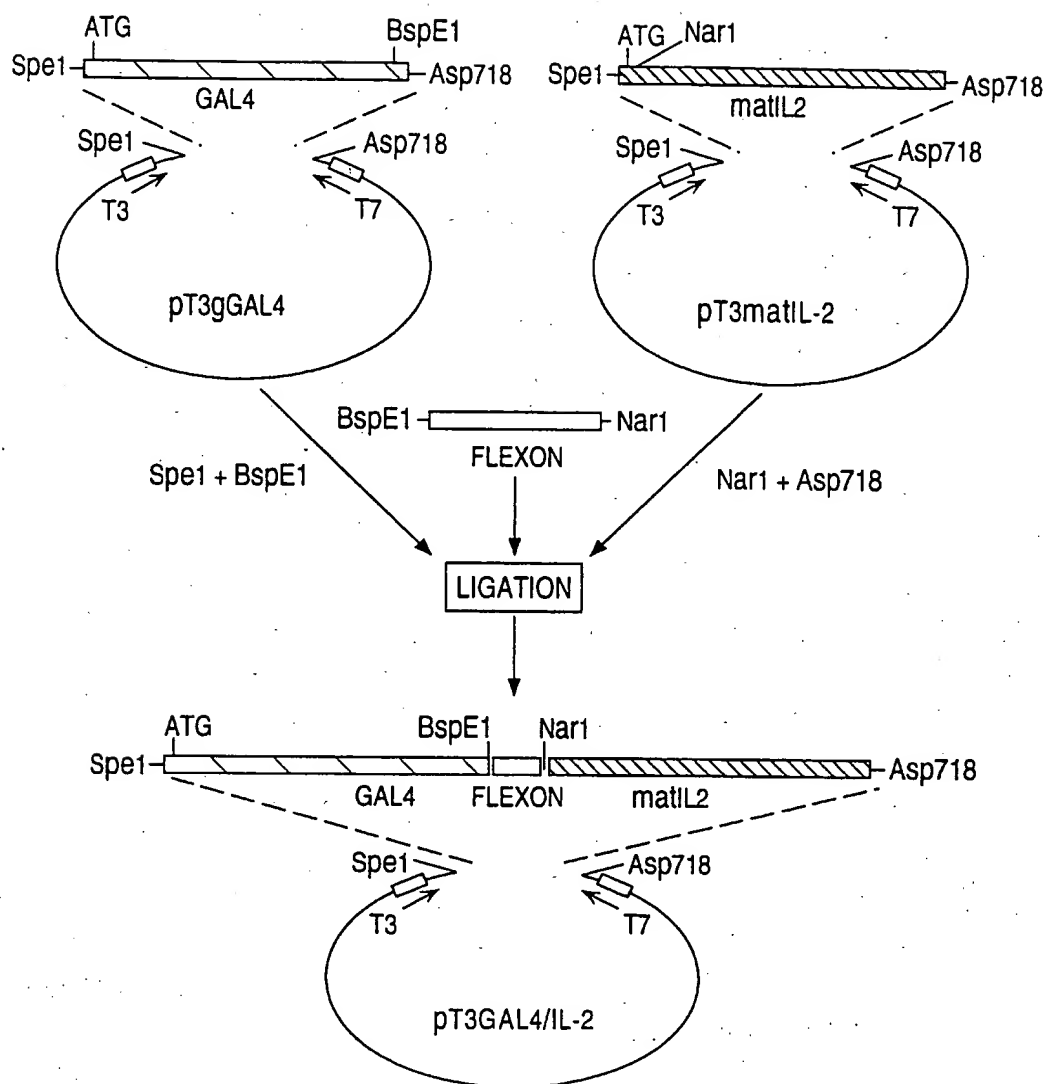 ATG
BspE1
Spe1
Asp718
GAL4
Spe1
Asp718
T3
T7
pT3gGAL4
ATG
Nar1
Spe1
Asp718
matIL2
Spe1
Asp718
T3
T7
pT3matIL-2
BspE1
Nar1
FLEXON
Spe1 + BspE1
Nar1 + Asp718
LIGATION
ATG
BspE1
Nar1
Spe1
Asp718
GAL4
FLEXON
matIL2
Spe1
Asp718
T3
T7
pT3GAL4/IL-2